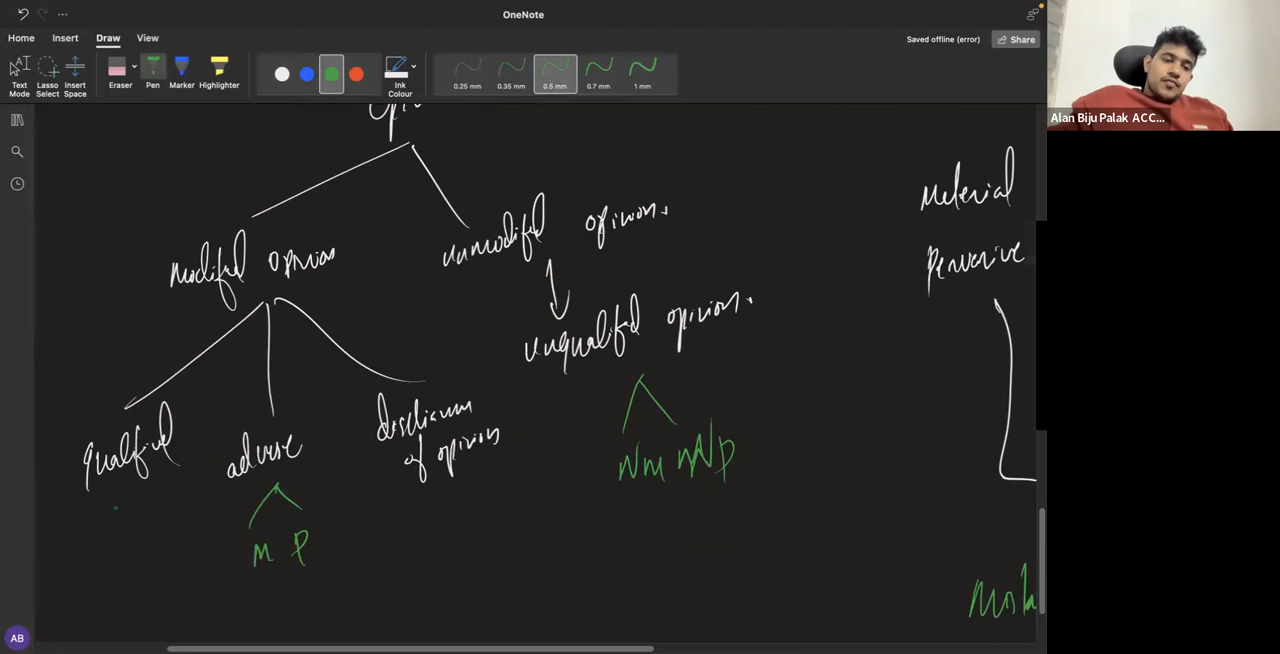 OneNote
Home Insert Draw View
Saved offline (error) Share
Text Mode
Lasso Select
Insert Space
Eraser
Pen
Marker
Highlighter
Ink Colour
0.25 mm 0.35 mm 0.5 mm 0.7 mm 1 mm
Alan Biju Palak ACC...
Material
Pervasive
modified opinion
unmodified opinion.
unqualified opinion.
qualified
adverse
disclaimer of opinion
M P
Nm Np
AB